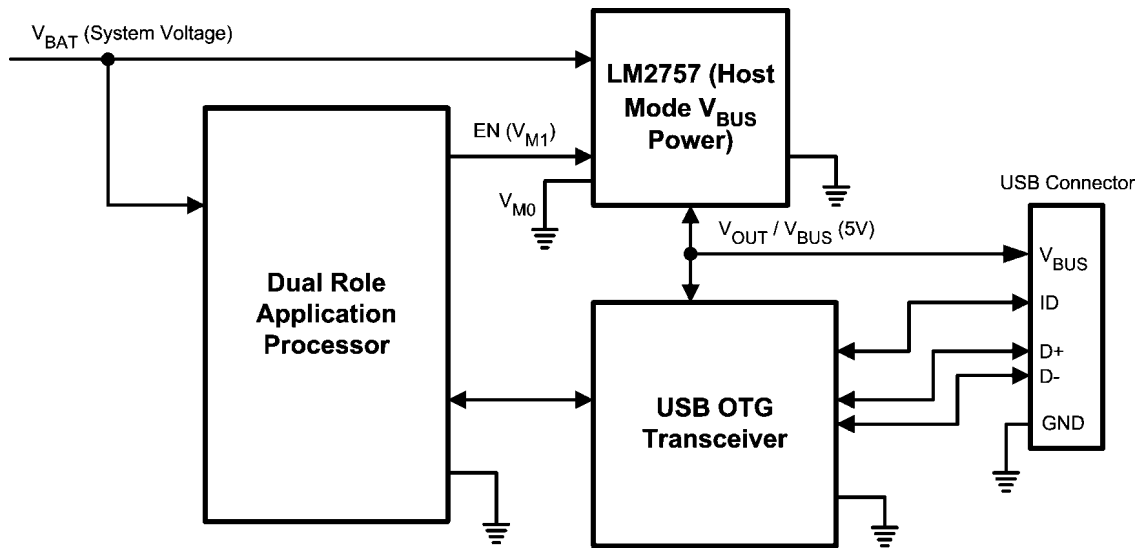 V_BAT (System Voltage)
LM2757 (Host
Mode V_BUS
Power)
EN (V_M1)
V_M0
USB Connector
V_OUT / V_BUS (5V)
V_BUS
ID
D+
D-
GND
Dual Role
Application
Processor
USB OTG
Transceiver